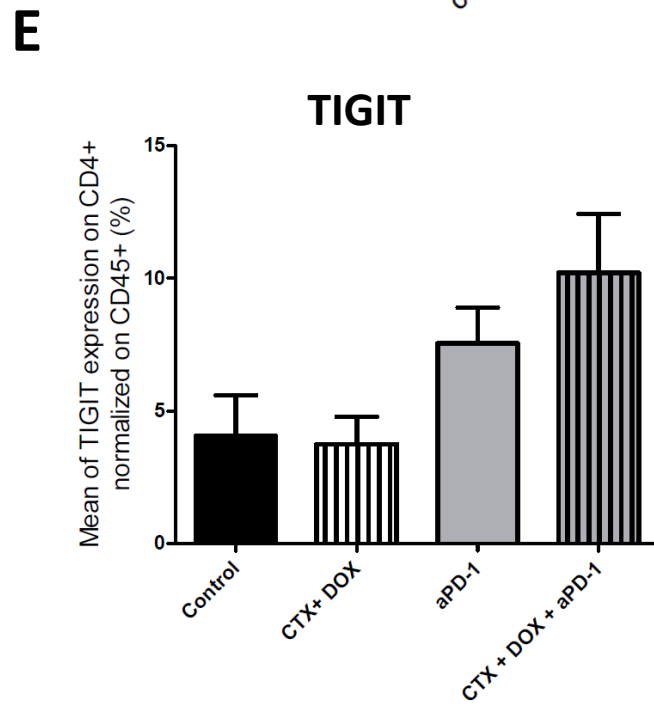 E
TIGIT
Mean of TIGIT expression on CD4+
normalized on CD45+ (%)
15
10
5
0
Control
CTX+ DOX
aPD-1
CTX + DOX + aPD-1